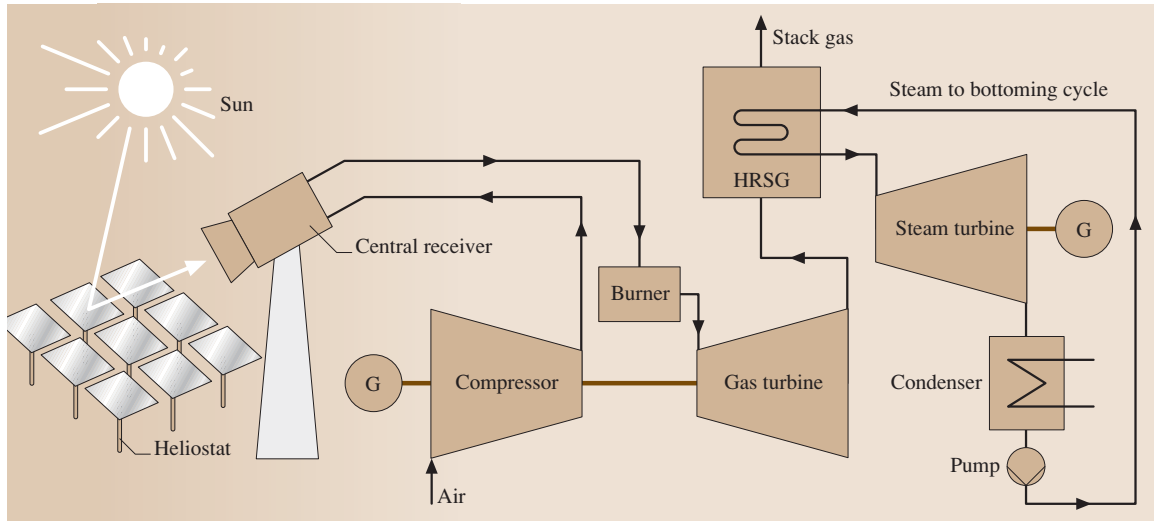 Stack gas
Steam to bottoming cycle
Sun
HRSG
Steam turbine
G
Central receiver
Burner
G
Compressor
Gas turbine
Condenser
Heliostat
Pump
Air